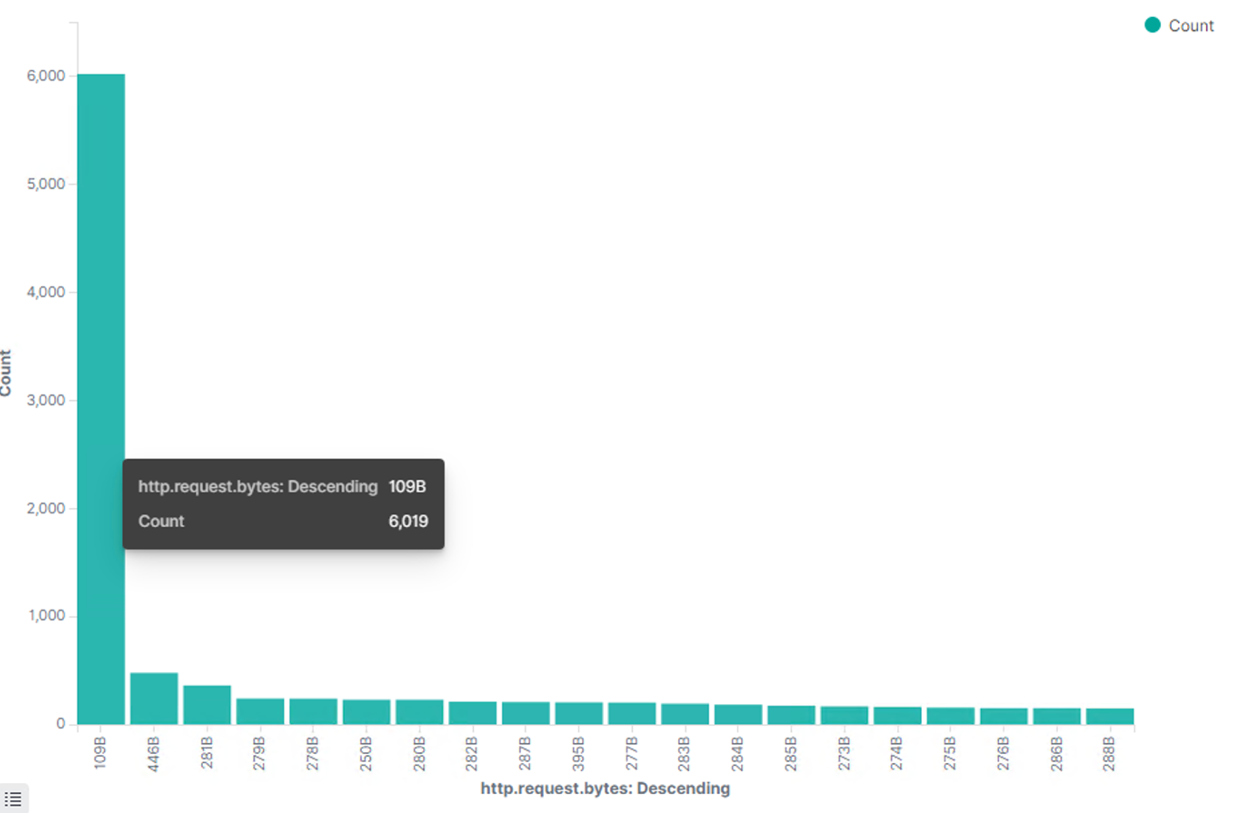 Count
6,000
5,000
4,000
3,000
2,000
1,000
0
Count
http.request.bytes: Descending 109B
Count 6,019
109B 446B 281B 279B 278B 250B 280B 282B 287B 395B 277B 283B 284B 285B 273B 274B 275B 276B 286B 288B
http.request.bytes: Descending